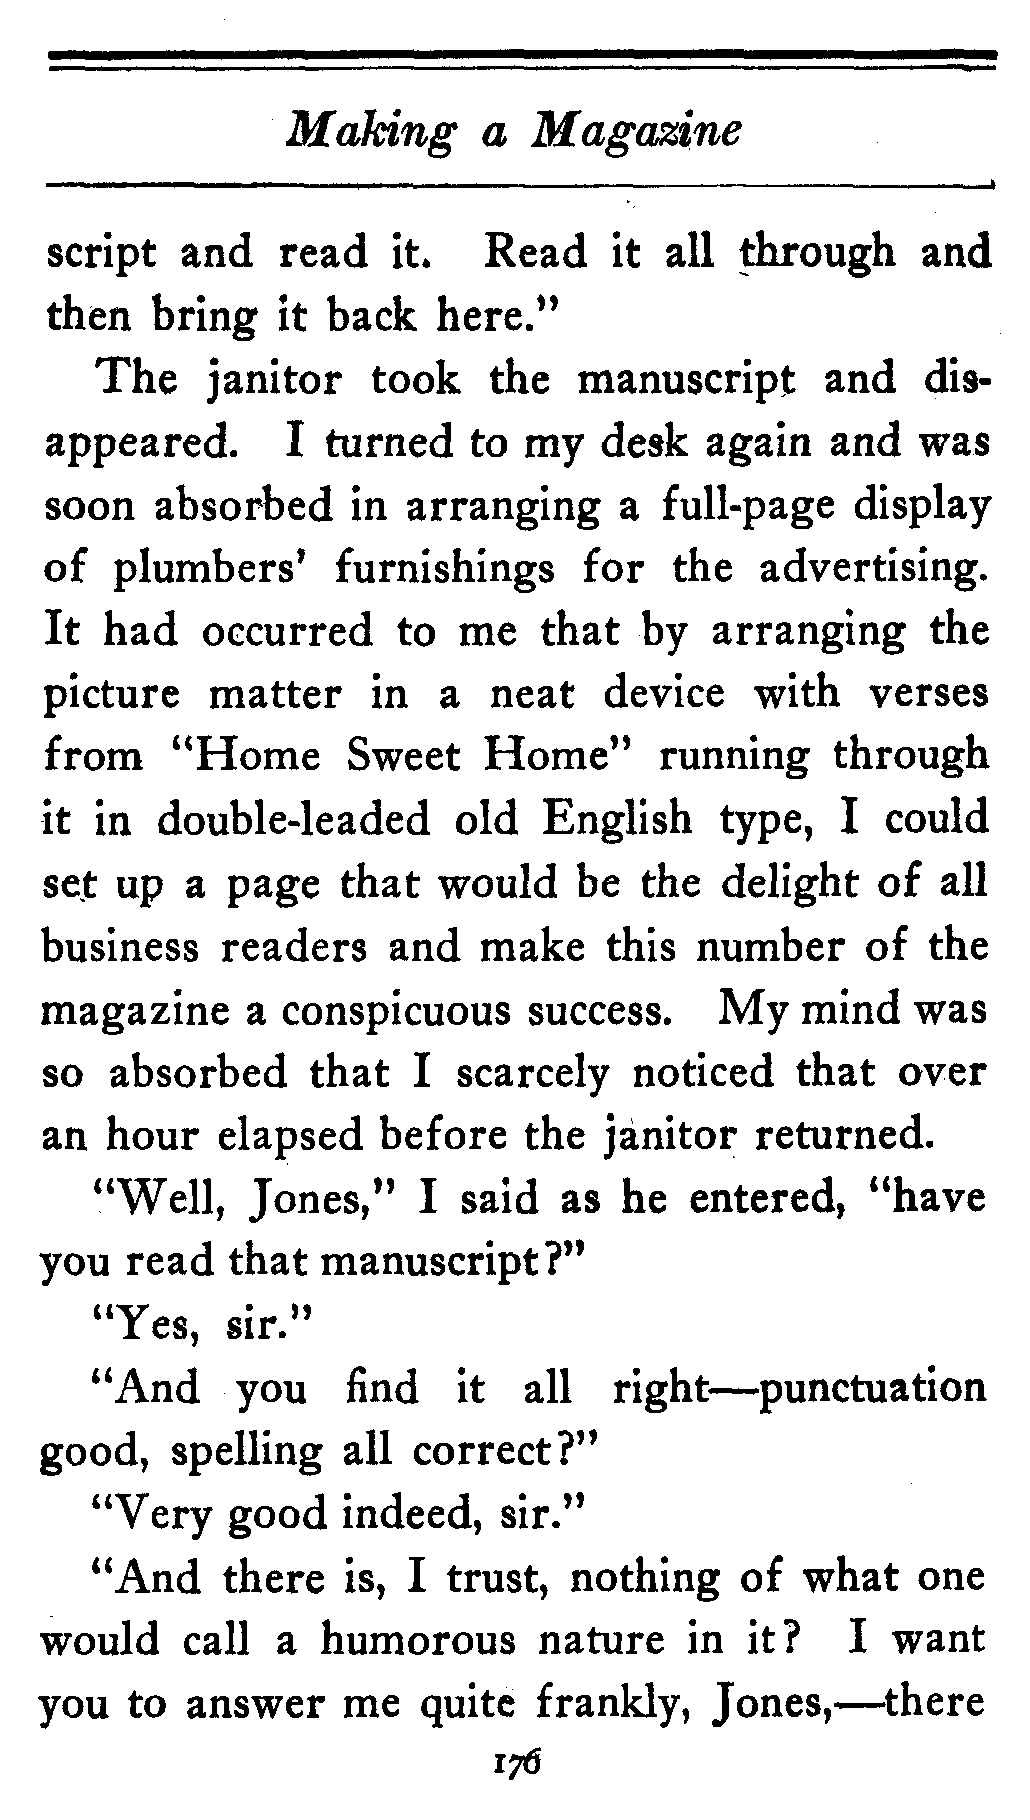 Making a Magazine
script and read it. Read it all through and
then bring it back here."
The janitor took the manuscript and dis-
appeared. I turned to my desk again and was
soon absorbed in arranging a full-page display
of plumbers' furnishings for the advertising.
It had occurred to me that by arranging the
picture matter in a neat device with verses
from "Home Sweet Home" running through
it in double-leaded old English type, I could
set up a page that would be the delight of all
business readers and make this number of the
magazine a conspicuous success. My mind was
so absorbed that I scarcely noticed that over
an hour elapsed before the janitor returned.
"Well, Jones," I said as he entered, "have
you read that manuscript?"
"Yes, sir."
"And you find it all right—punctuation
good, spelling all correct?"
"Very good indeed, sir."
"And there is, I trust, nothing of what one
would call a humorous nature in it? I want
you to answer me quite frankly, Jones,—there
176